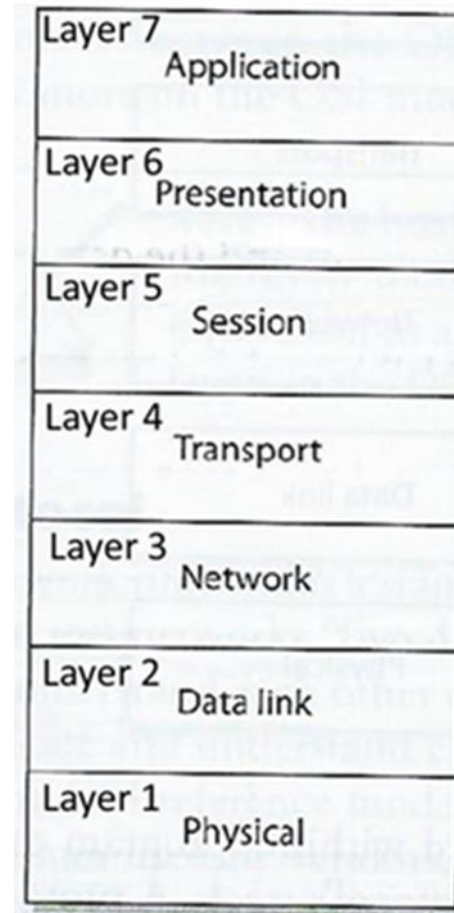 Layer 7
Application
Layer 6
Presentation
Layer 5
Session
Layer 4
Transport
Layer 3
Network
Layer 2
Data link
Layer 1
Physical